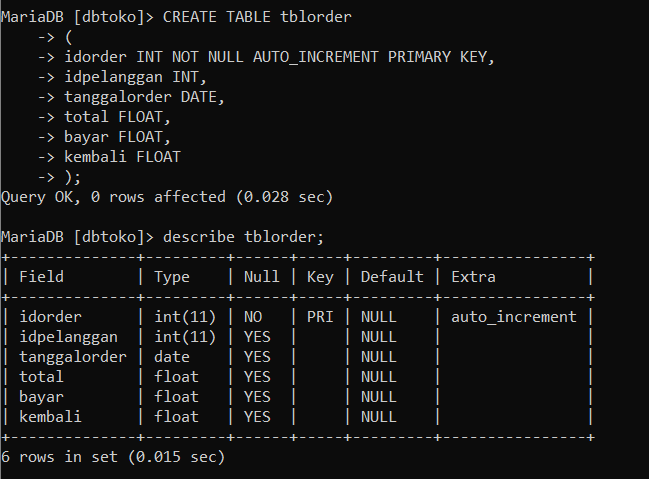 MariaDB [dbtoko]> CREATE TABLE tblorder
    -> (
    -> idorder INT NOT NULL AUTO_INCREMENT PRIMARY KEY,
    -> idpelanggan INT,
    -> tanggalorder DATE,
    -> total FLOAT,
    -> bayar FLOAT,
    -> kembali FLOAT
    -> );
Query OK, 0 rows affected (0.028 sec)

MariaDB [dbtoko]> describe tblorder;
+--------------+---------+------+-----+---------+----------------+
| Field        | Type    | Null | Key | Default | Extra          |
+--------------+---------+------+-----+---------+----------------+
| idorder      | int(11) | NO   | PRI | NULL    | auto_increment |
| idpelanggan  | int(11) | YES  |     | NULL    |                |
| tanggalorder | date    | YES  |     | NULL    |                |
| total        | float   | YES  |     | NULL    |                |
| bayar        | float   | YES  |     | NULL    |                |
| kembali      | float   | YES  |     | NULL    |                |
+--------------+---------+------+-----+---------+----------------+
6 rows in set (0.015 sec)